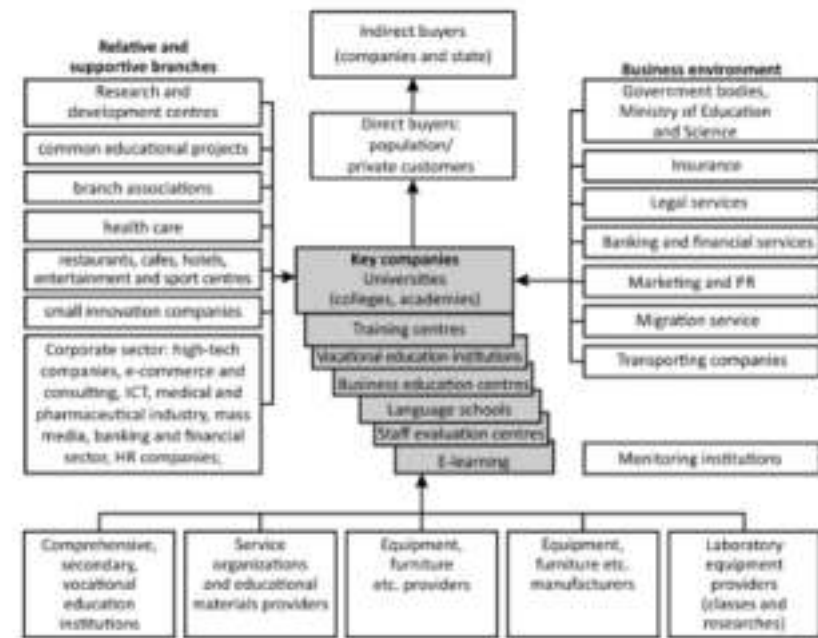 Relative and
supportive branches
Research and
development centres
common educational projects
branch associations
health care
restaurants, cafes, hotels,
entertainment and sport centres
small innovation companies
Corporate sector: high-tech
companies, e-commerce and
consulting, ICT, medical and
pharmaceutical industry, mass
media, banking and financial
sector, HR companies;
Indirect buyers
(companies and state)
Direct buyers:
population/
private customers
Key companies
Universities
(colleges, academies)
Training centres
Vocational education institutions
Business education centres
Language schools
Staff evaluation centres
E-learning
Business environment
Government bodies,
Ministry of Education
and Science
Insurance
Legal services
Banking and financial services
Marketing and PR
Migration service
Transporting companies
Monitoring institutions
Comprehensive,
secondary,
vocational
education
institutions
Service
organizations
and educational
materials providers
Equipment,
furniture
etc. providers
Equipment,
furniture etc.
manufacturers
Laboratory
equipment
providers
(classes and
researches)